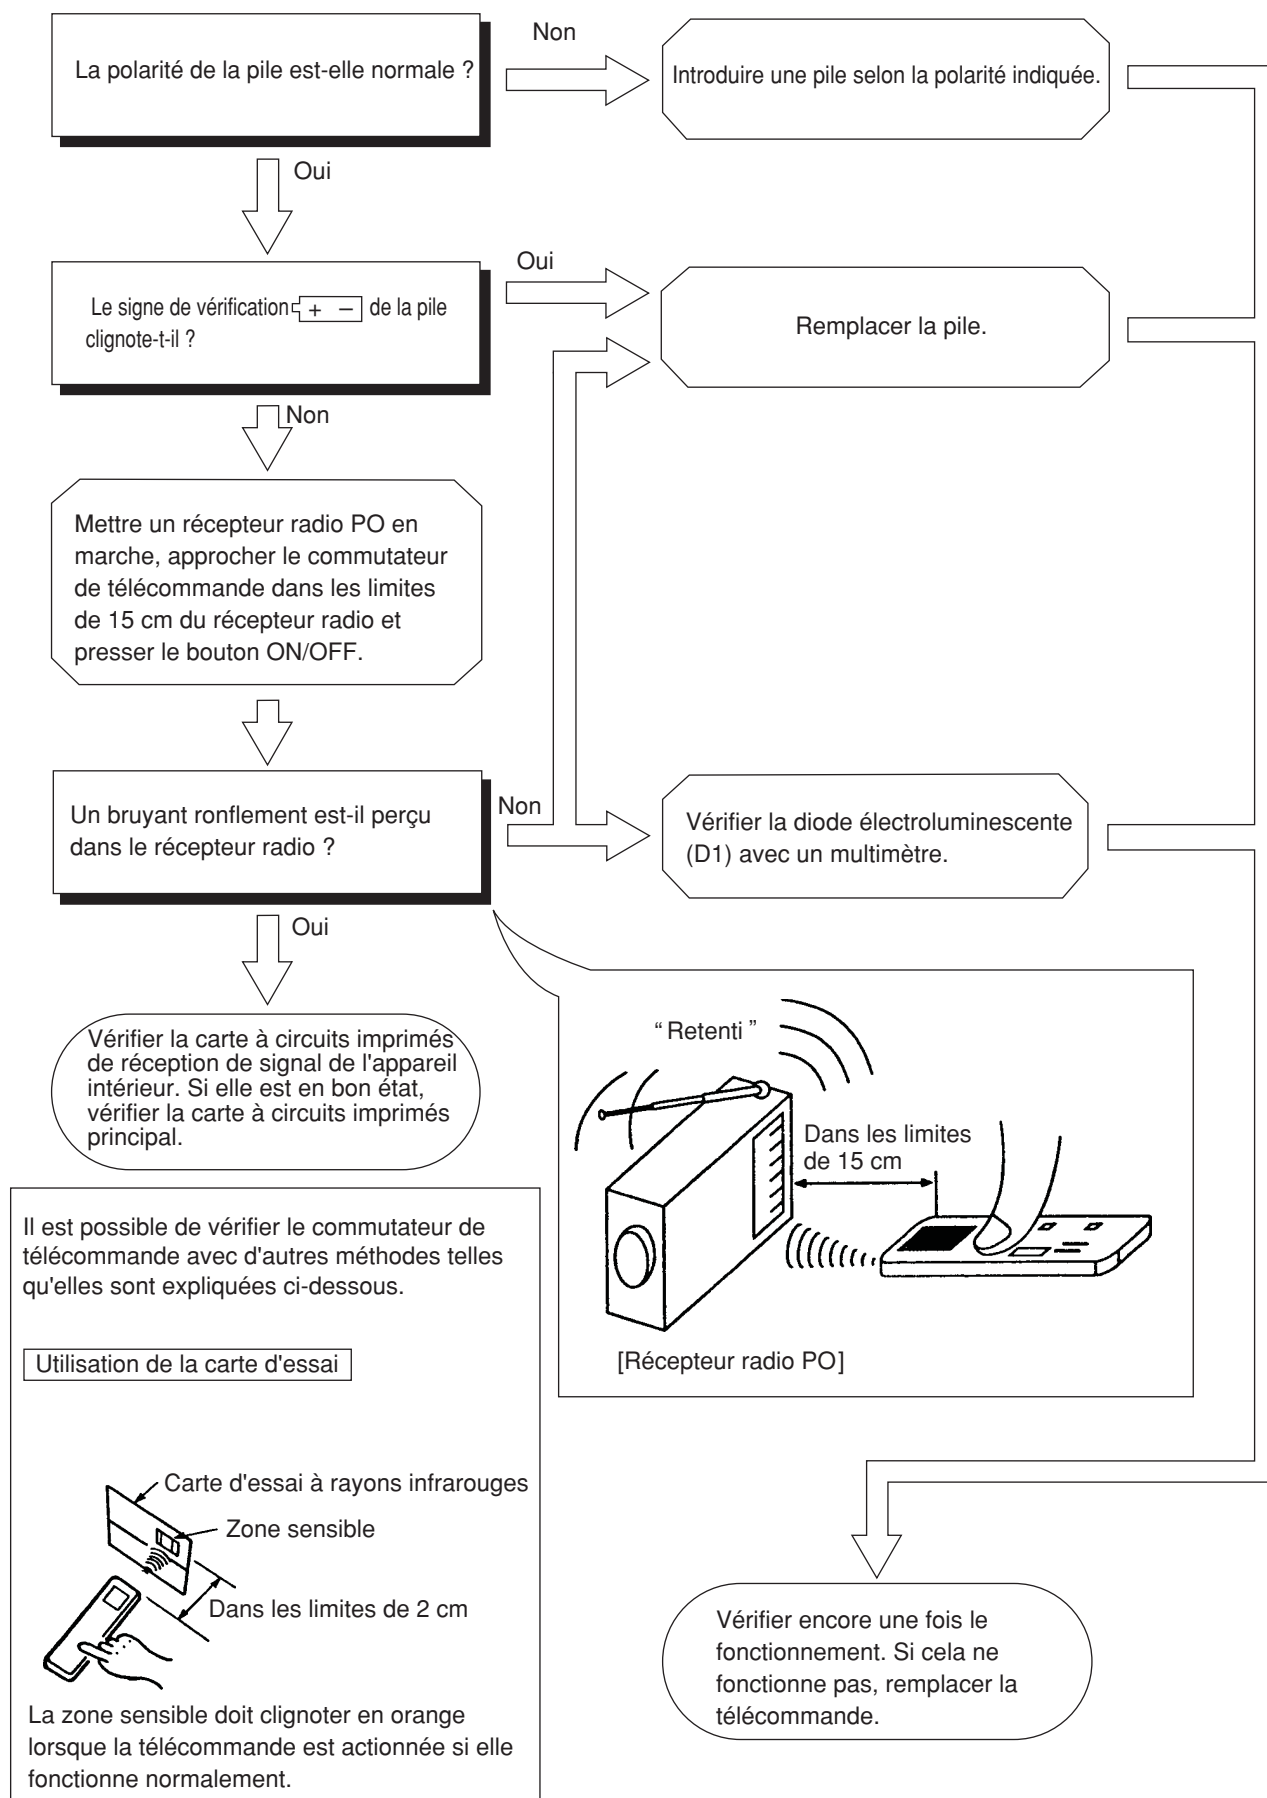 La polarité de la pile est-elle normale ?
Non
Introduire une pile selon la polarité indiquée.
Oui
Le signe de vérification + − de la pile
clignote-t-il ?
Oui
Remplacer la pile.
Non
Mettre un récepteur radio PO en
marche, approcher le commutateur
de télécommande dans les limites
de 15 cm du récepteur radio et
presser le bouton ON/OFF.
Un bruyant ronflement est-il perçu
dans le récepteur radio ?
Non
Vérifier la diode électroluminescente
(D1) avec un multimètre.
Oui
Vérifier la carte à circuits imprimés
de réception de signal de l'appareil
intérieur. Si elle est en bon état,
vérifier la carte à circuits imprimés
principal.
“ Retenti ”
Dans les limites
de 15 cm
[Récepteur radio PO]
Il est possible de vérifier le commutateur de
télécommande avec d'autres méthodes telles
qu'elles sont expliquées ci-dessous.
Utilisation de la carte d'essai
Carte d'essai à rayons infrarouges
Zone sensible
Dans les limites de 2 cm
La zone sensible doit clignoter en orange
lorsque la télécommande est actionnée si elle
fonctionne normalement.
Vérifier encore une fois le
fonctionnement. Si cela ne
fonctionne pas, remplacer la
télécommande.